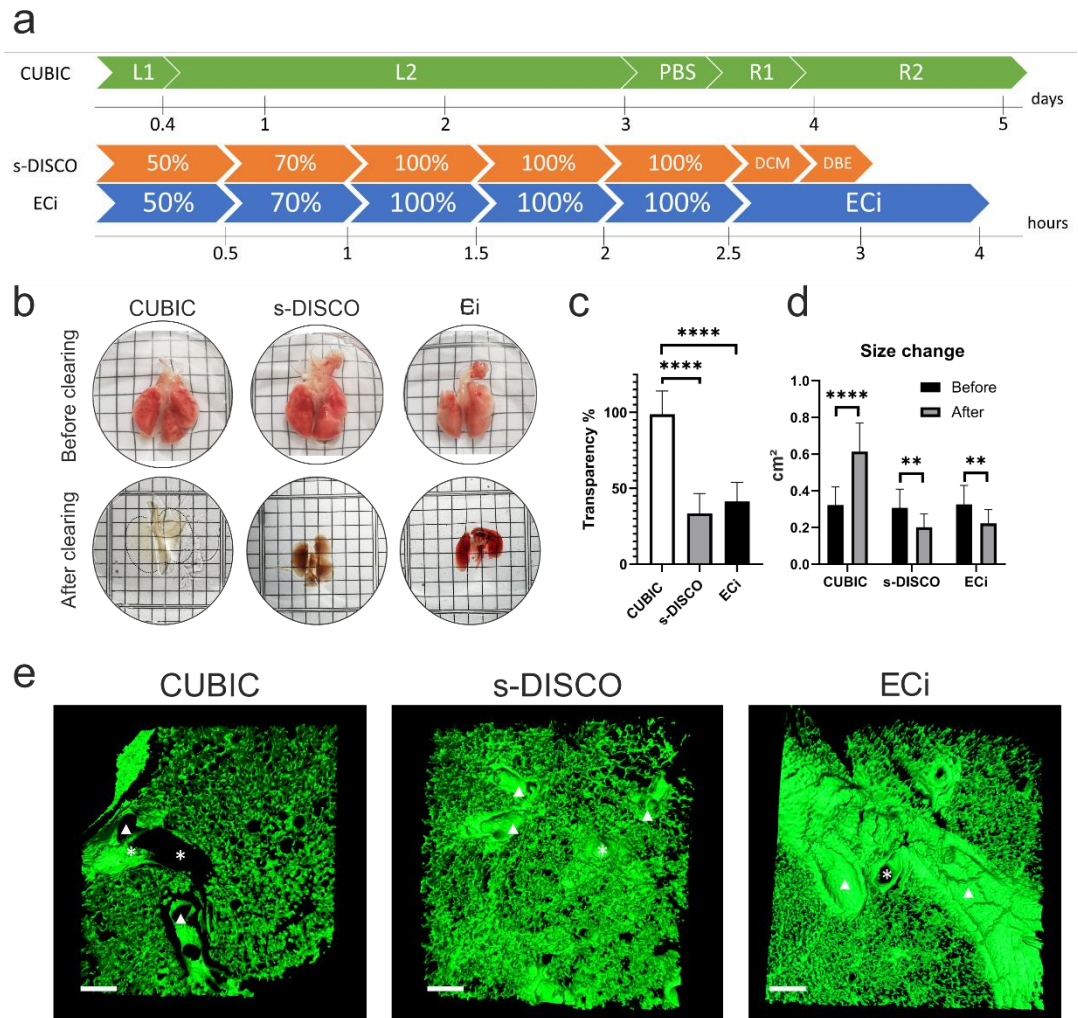 a
CUBIC L1 L2 PBS R1 R2
days
0.4 1 2 3 4 5
s-DISCO 50% 70% 100% 100% 100% DCM DBE
ECi 50% 70% 100% 100% 100% ECi
hours
0.5 1 1.5 2 2.5 3 4
b
CUBIC s-DISCO ECi
Before clearing
After clearing
c
****
****
Transparency %
100
50
0
CUBIC s-DISCO ECi
d
Size change
Before
After
**** ** **
cm²
1.0
0.8
0.6
0.4
0.2
0.0
CUBIC s-DISCO ECi
e
CUBIC s-DISCO ECi
* * * *